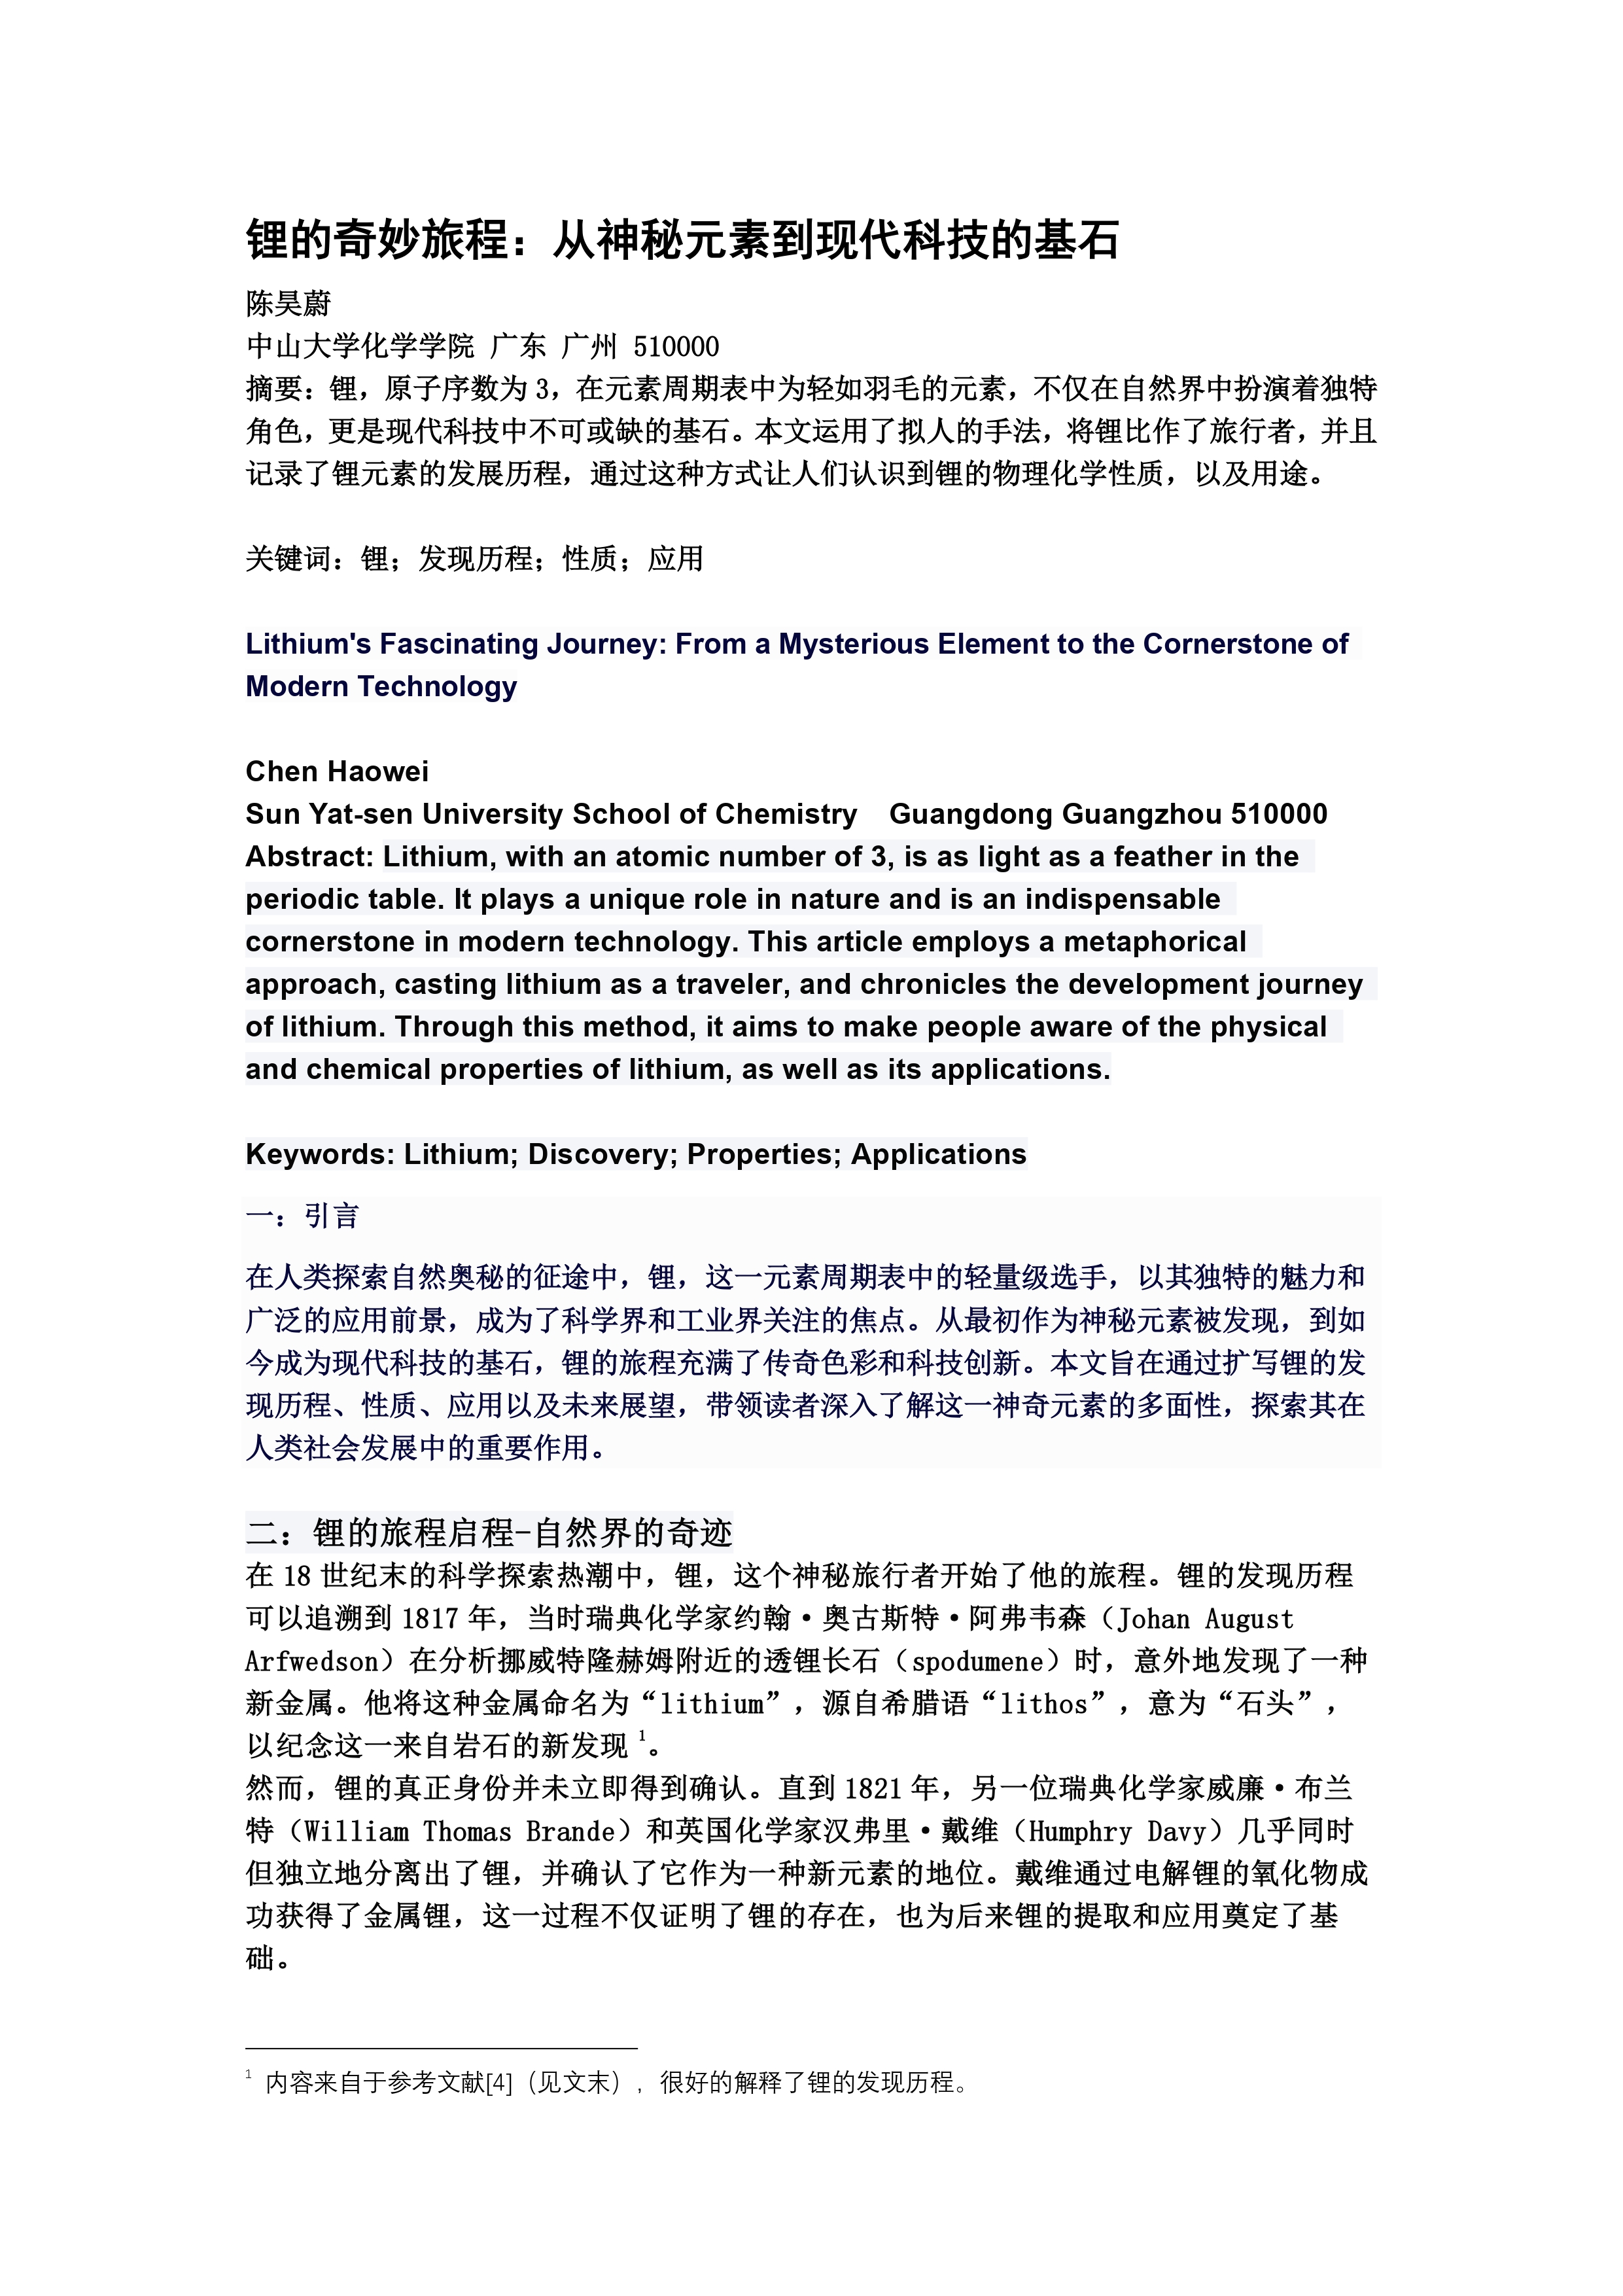 锂的奇妙旅程：从神秘元素到现代科技的基石
陈昊蔚
中山大学化学学院 广东 广州 510000
摘要：锂，原子序数为 3，在元素周期表中为轻如羽毛的元素，不仅在自然界中扮演着独特
角色，更是现代科技中不可或缺的基石。本文运用了拟人的手法，将锂比作了旅行者，并且
记录了锂元素的发展历程，通过这种方式让人们认识到锂的物理化学性质，以及用途。
关键词：锂；发现历程；性质；应用
Lithium's Fascinating Journey: From a Mysterious Element to the Cornerstone of
Modern Technology
Chen Haowei
Sun Yat-sen University School of Chemistry Guangdong Guangzhou 510000
Abstract: Lithium, with an atomic number of 3, is as light as a feather in the
periodic table. It plays a unique role in nature and is an indispensable
cornerstone in modern technology. This article employs a metaphorical
approach, casting lithium as a traveler, and chronicles the development journey
of lithium. Through this method, it aims to make people aware of the physical
and chemical properties of lithium, as well as its applications.
Keywords: Lithium; Discovery; Properties; Applications
一：引言
在人类探索自然奥秘的征途中，锂，这一元素周期表中的轻量级选手，以其独特的魅力和
广泛的应用前景，成为了科学界和工业界关注的焦点。从最初作为神秘元素被发现，到如
今成为现代科技的基石，锂的旅程充满了传奇色彩和科技创新。本文旨在通过扩写锂的发
现历程、性质、应用以及未来展望，带领读者深入了解这一神奇元素的多面性，探索其在
人类社会发展中的重要作用。
二：锂的旅程启程-自然界的奇迹
在 18 世纪末的科学探索热潮中，锂，这个神秘旅行者开始了他的旅程。锂的发现历程
可以追溯到 1817 年，当时瑞典化学家约翰·奥古斯特·阿弗韦森（Johan August
Arfwedson）在分析挪威特隆赫姆附近的透锂长石（spodumene）时，意外地发现了一种
新金属。他将这种金属命名为“lithium”，源自希腊语“lithos”，意为“石头”，
以纪念这一来自岩石的新发现 1。
然而，锂的真正身份并未立即得到确认。直到 1821 年，另一位瑞典化学家威廉·布兰
特（William Thomas Brande）和英国化学家汉弗里·戴维（Humphry Davy）几乎同时
但独立地分离出了锂，并确认了它作为一种新元素的地位。戴维通过电解锂的氧化物成
功获得了金属锂，这一过程不仅证明了锂的存在，也为后来锂的提取和应用奠定了基
础。
1 内容来自于参考文献[4]（见文末），很好的解释了锂的发现历程。